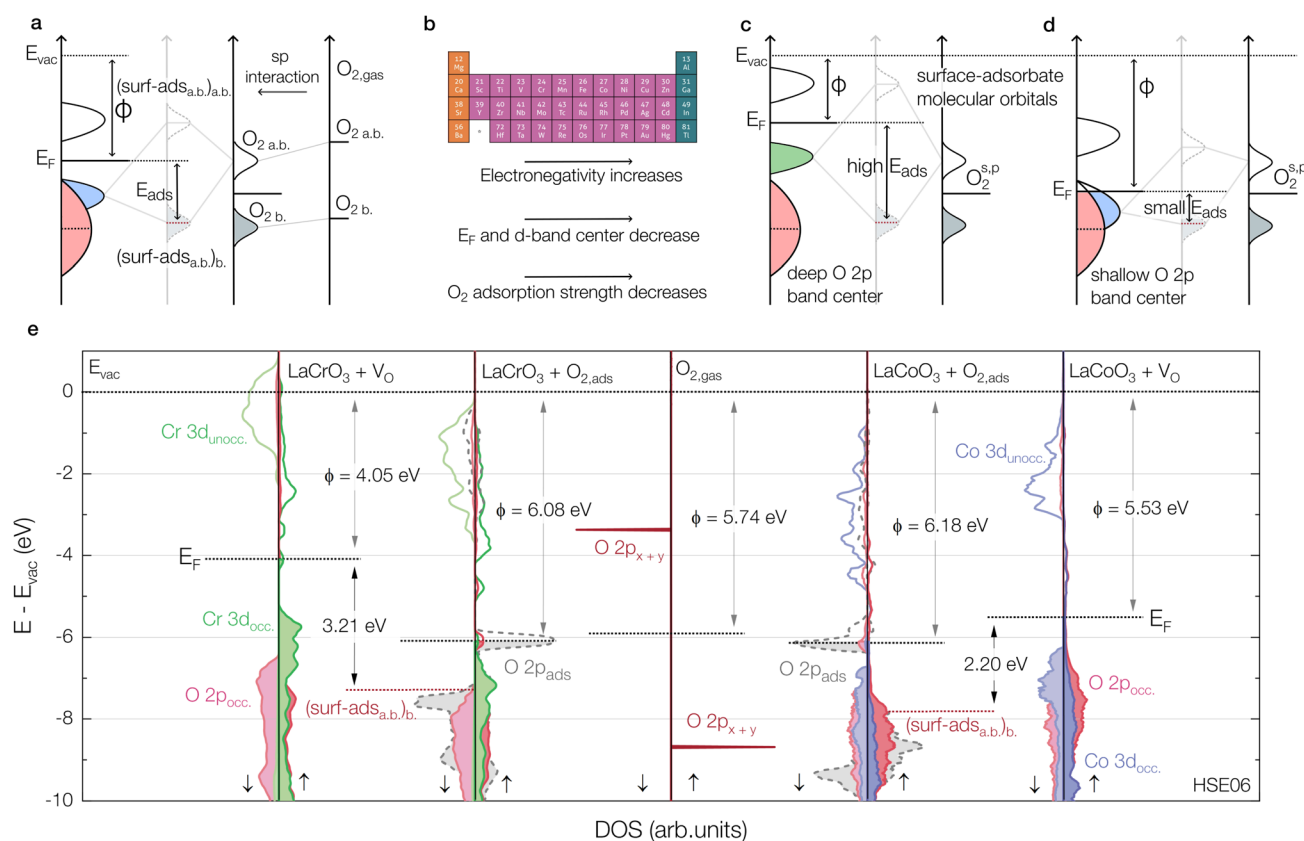 a
E_vac
(surf-ads_a.b.)_a.b.
Φ
sp
interaction
O_2,gas
O_2 a.b.
O_2 a.b.
E_F
E_ads
O_2 b.
O_2 b.
(surf-ads_a.b.)_b.
b
12 13
Mg Al
20 21 22 23 24 25 26 27 28 29 30 31
Ca Sc Ti V Cr Mn Fe Co Ni Cu Zn Ga
38 39 40 41 42 43 44 45 46 47 48 49
Sr Y Zr Nb Mo Tc Ru Rh Pd Ag Cd In
56 * 72 73 74 75 76 77 78 79 80 81
Ba Hf Ta W Re Os Ir Pt Au Hg Tl
Electronegativity increases
E_F and d-band center decrease
O_2 adsorption strength decreases
c
E_vac
Φ
E_F
high E_ads
O_2^s,p
deep O 2p
band center
surface-adsorbate
molecular orbitals
d
Φ
E_F
small E_ads
O_2^s,p
shallow O 2p
band center
e
E_vac
LaCrO_3 + V_O
LaCrO_3 + O_2,ads
O_2,gas
LaCoO_3 + O_2,ads
LaCoO_3 + V_O
0
-2
-4
-6
-8
-10
E - E_vac (eV)
Cr 3d_unocc.
ϕ = 4.05 eV
E_F
Cr 3d_occ.
3.21 eV
O 2p_occ.
(surf-ads_a.b.)_b.
ϕ = 6.08 eV
O 2p_ads
O 2p_x + y
ϕ = 5.74 eV
O 2p_x + y
ϕ = 6.18 eV
O 2p_ads
Co 3d_unocc.
ϕ = 5.53 eV
E_F
2.20 eV
O 2p_occ.
(surf-ads_a.b.)_b.
Co 3d_occ.
↓ ↑ ↓ ↑ ↓ ↑ ↓ ↑ ↓ ↑
HSE06
DOS (arb.units)